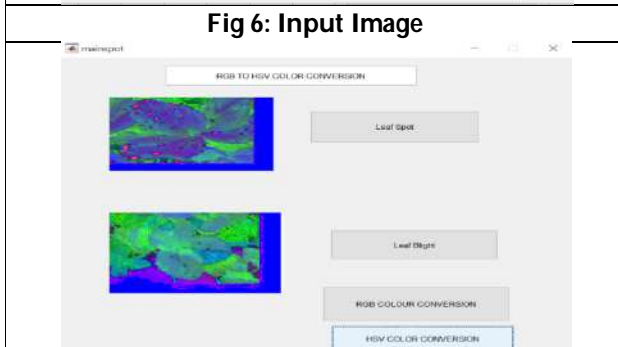 Fig 6: Input Image
mainspot
RGB TO HSV COLOR CONVERSION
Leaf Spot
Leaf Blight
RGB COLOUR CONVERSION
HSV COLOR CONVERSION